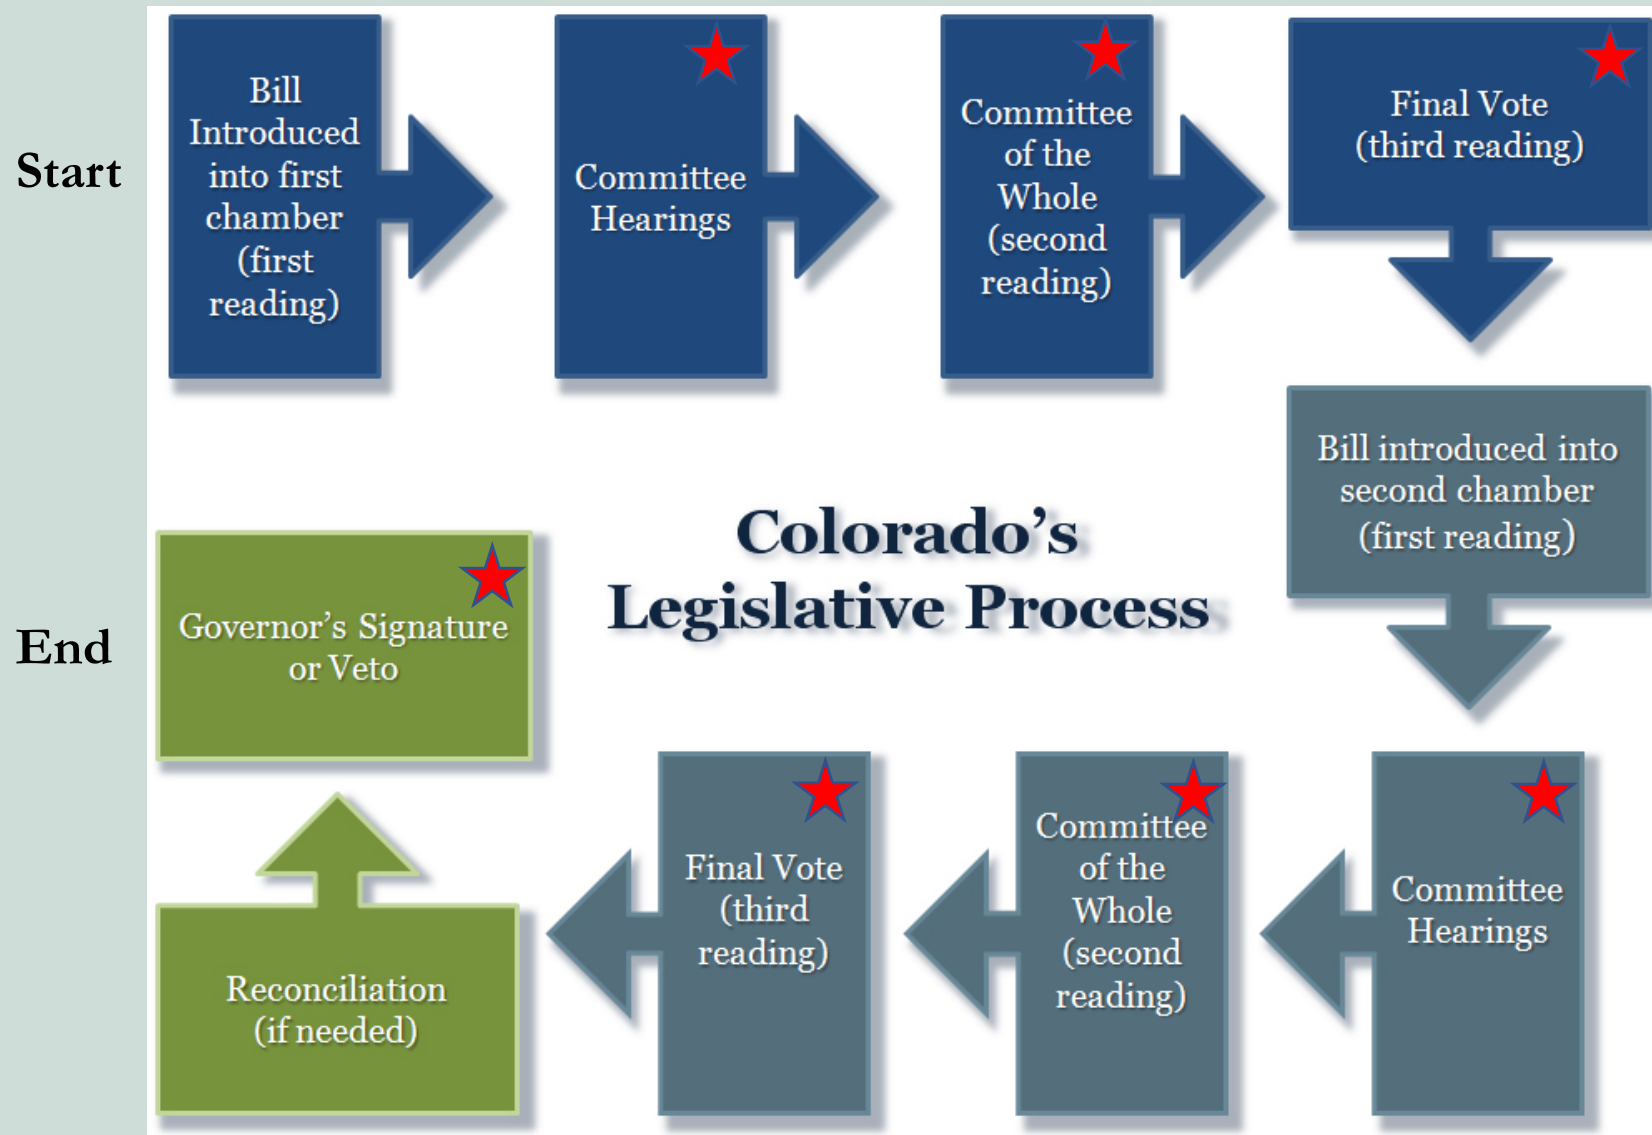 Start
Bill
Introduced
into first
chamber
(first
reading)
Committee
Hearings
Committee
of the
Whole
(second
reading)
Final Vote
(third reading)
Bill introduced into
second chamber
(first reading)
Colorado's
Legislative Process
Committee
Hearings
Committee
of the
Whole
(second
reading)
Final Vote
(third
reading)
Reconciliation
(if needed)
End
Governor's Signature
or Veto